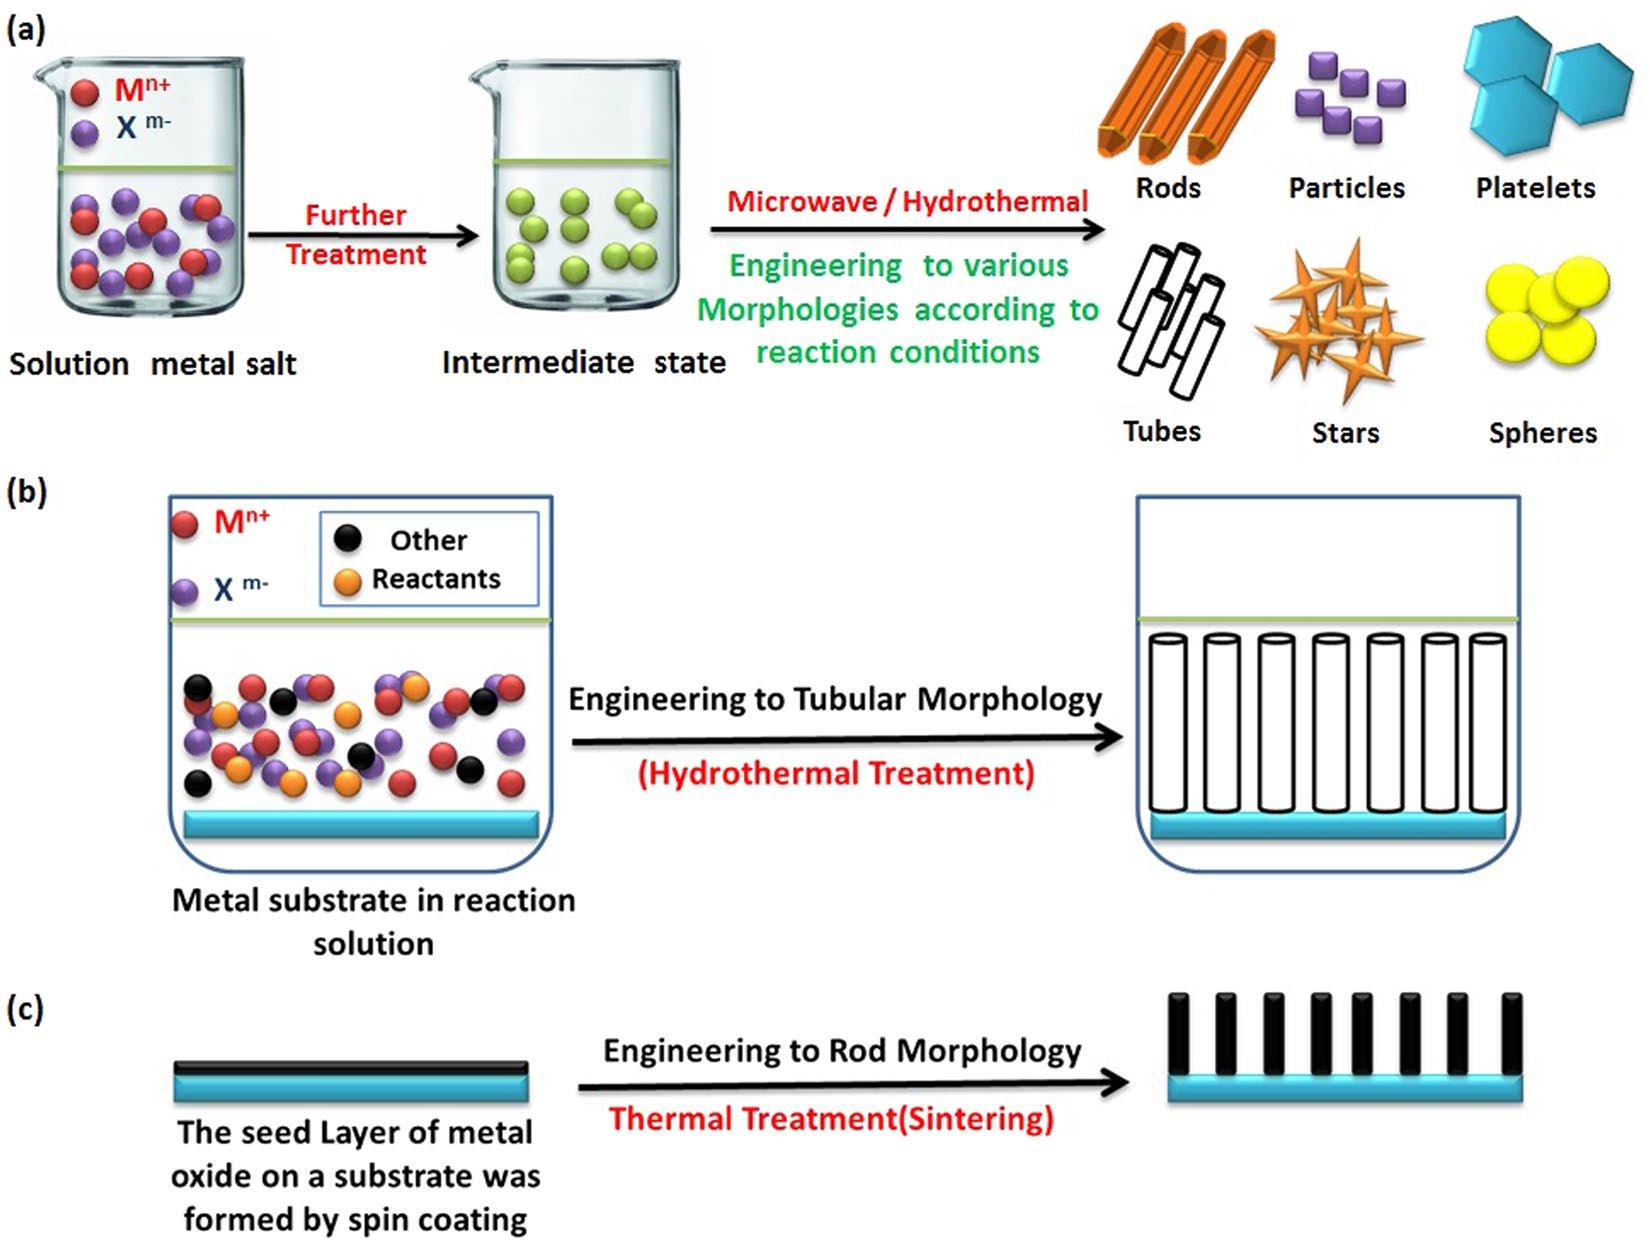 (a)
Mn+
X m-
Further
Treatment
Solution metal salt
Intermediate state
Microwave / Hydrothermal
Engineering to various
Morphologies according to
reaction conditions
Rods
Particles
Platelets
Tubes
Stars
Spheres
(b)
Mn+
X m-
Other
Reactants
Metal substrate in reaction
solution
Engineering to Tubular Morphology
(Hydrothermal Treatment)
(c)
The seed Layer of metal
oxide on a substrate was
formed by spin coating
Engineering to Rod Morphology
Thermal Treatment(Sintering)